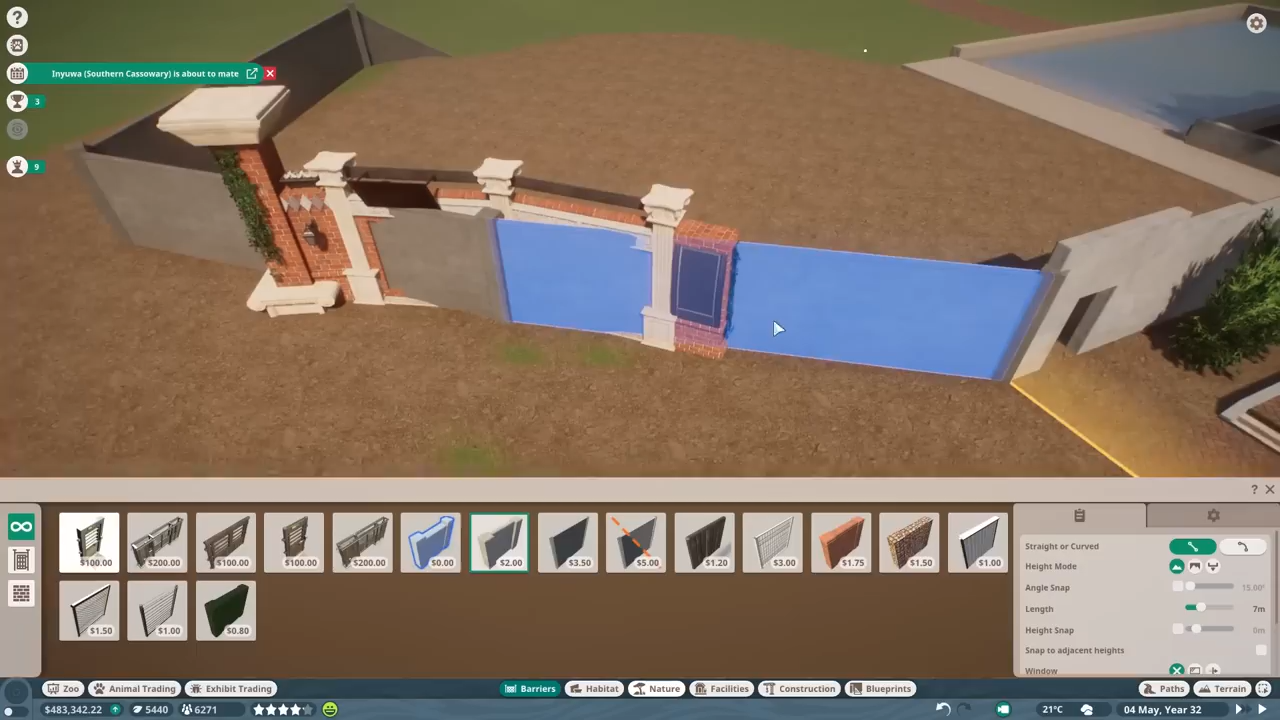 ?
Inyuwa (Southern Cassowary) is about to mate
3
9
?
$100.00 $200.00 $100.00 $100.00 $200.00 $0.00 $2.00 $3.50 $5.00 $1.20 $3.00 $1.75 $1.50 $1.00
$1.50 $1.00 $0.80
Straight or Curved
Height Mode
Angle Snap 15.00°
Length 7m
Height Snap 0m
Snap to adjacent heights
Window
Zoo Animal Trading Exhibit Trading Barriers Habitat Nature Facilities Construction Blueprints Paths Terrain
$483,342.22 5440 6271 21°C 04 May, Year 32